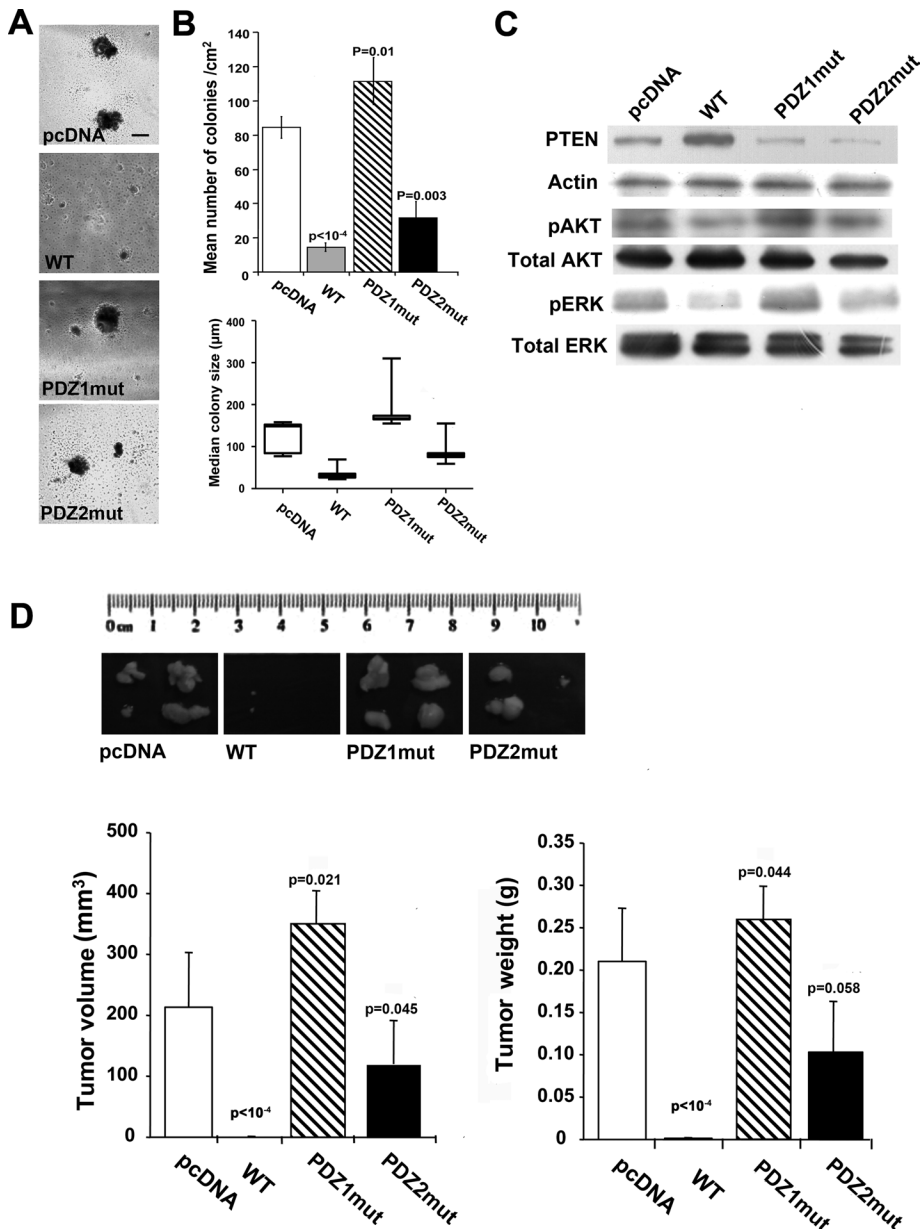 A
pcDNA
WT
PDZ1mut
PDZ2mut
B
Mean number of colonies /cm2
140
120
100
80
60
40
20
0
p<10-4
P=0.01
P=0.003
pcDNA
WT
PDZ1mut
PDZ2mut
Median colony size (µm)
400
300
200
100
0
pcDNA
WT
PDZ1mut
PDZ2mut
C
pcDNA
WT
PDZ1mut
PDZ2mut
PTEN
Actin
pAKT
Total AKT
pERK
Total ERK
D
0 cm 1 2 3 4 5 6 7 8 9 10
pcDNA
WT
PDZ1mut
PDZ2mut
Tumor volume (mm3)
500
400
300
200
100
0
p<10-4
p=0.021
p=0.045
pcDNA
WT
PDZ1mut
PDZ2mut
Tumor weight (g)
0.35
0.30
0.25
0.20
0.15
0.10
0.05
0
p<10-4
p=0.044
p=0.058
pcDNA
WT
PDZ1mut
PDZ2mut